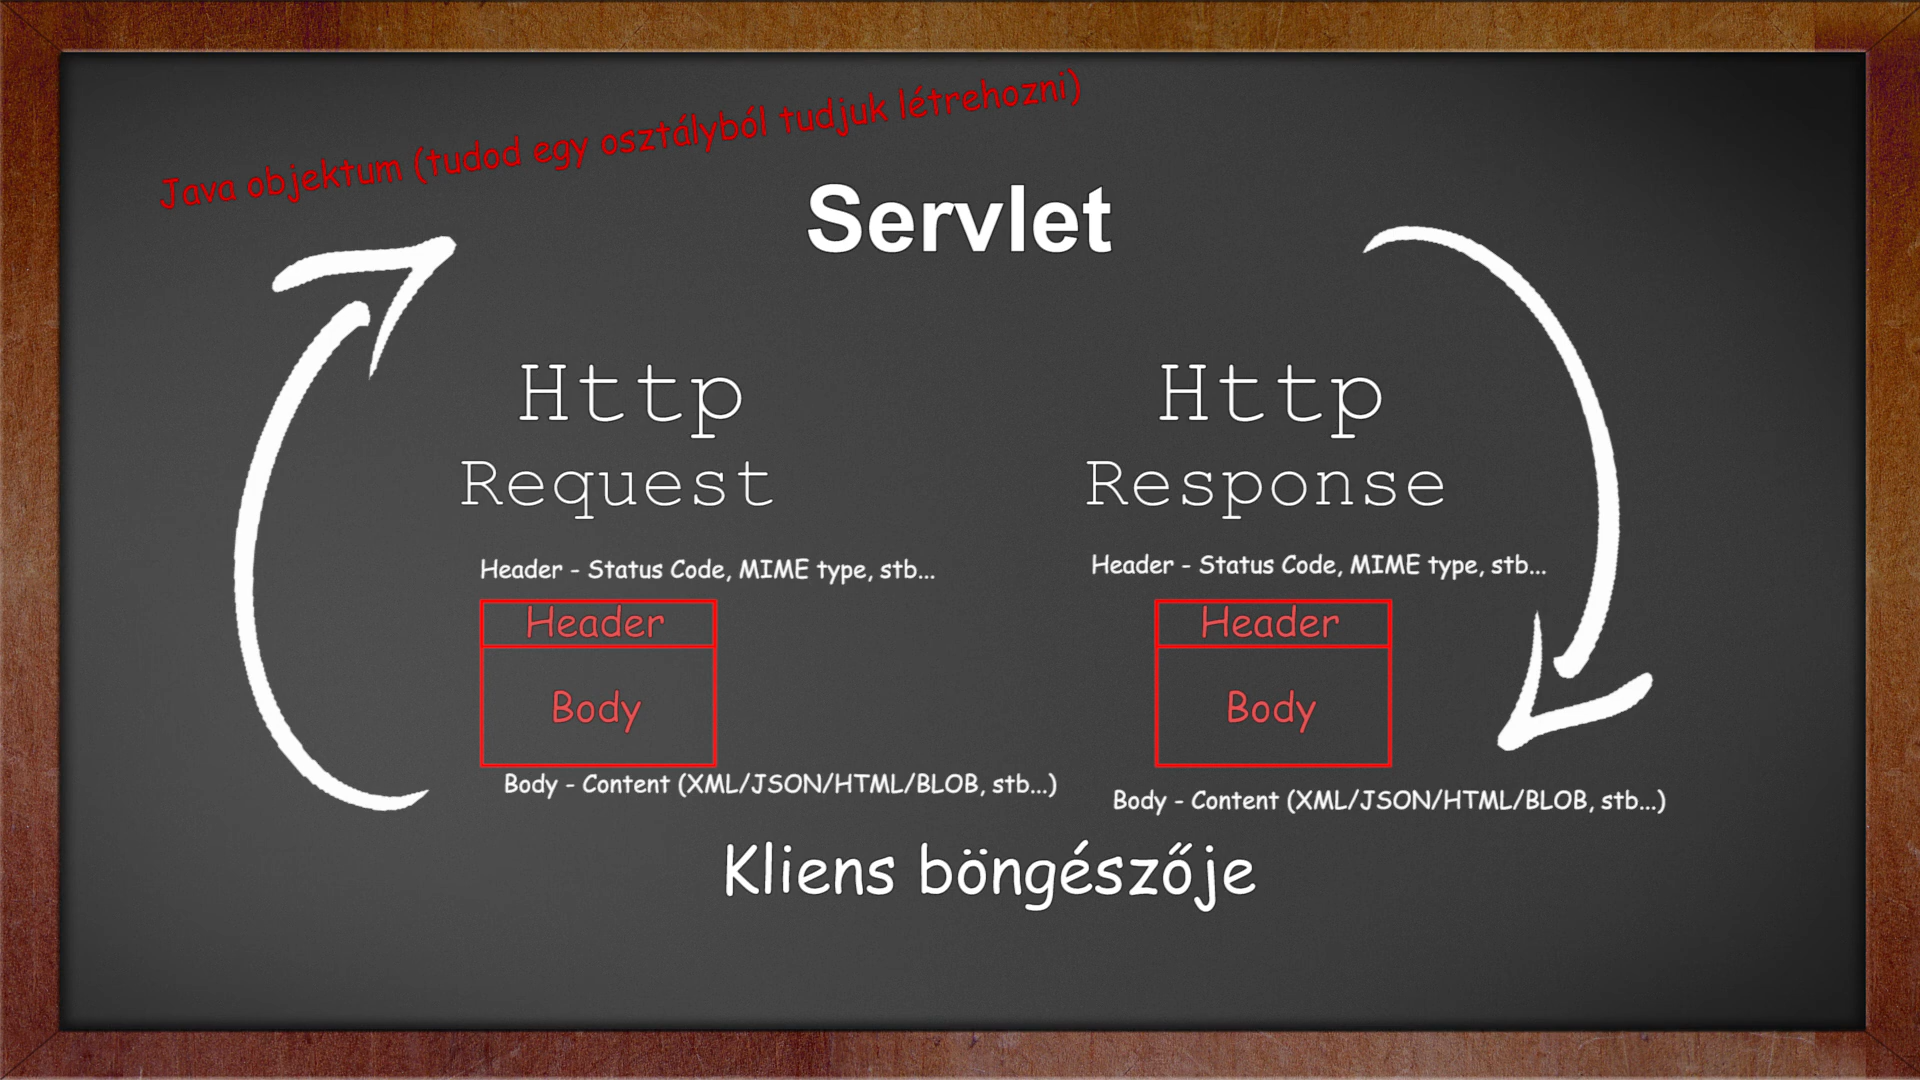 Java objektum (tudod egy osztályból tudjuk létrehozni)
Servlet
Http
Request
Header - Status Code, MIME type, stb...
Header
Body
Body - Content (XML/JSON/HTML/BLOB, stb...)
Http
Response
Header - Status Code, MIME type, stb...
Header
Body
Body - Content (XML/JSON/HTML/BLOB, stb...)
Kliens böngészője